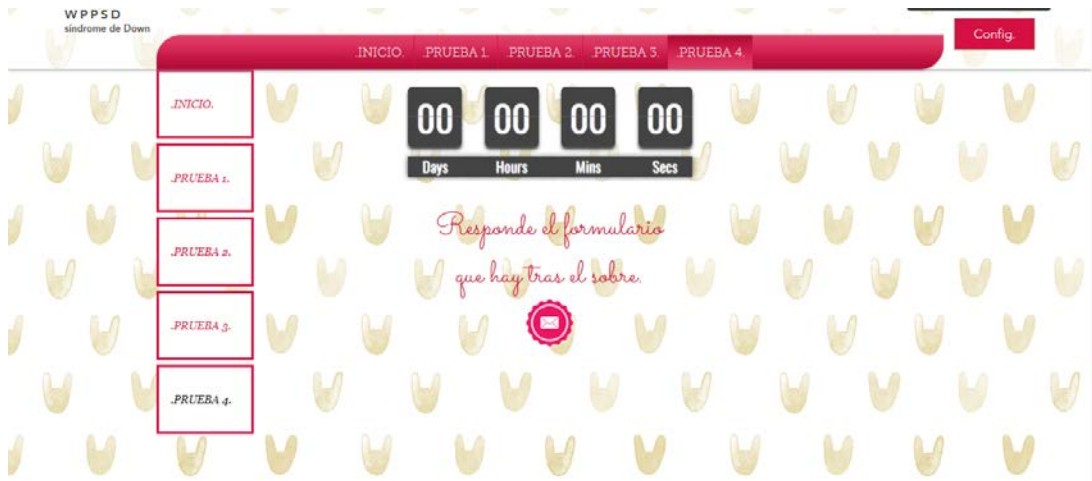 WPPSD
síndrome de Down
Config.
.INICIO. .PRUEBA 1. .PRUEBA 2. .PRUEBA 3. .PRUEBA 4.
.INICIO.
.PRUEBA 1.
.PRUEBA 2.
.PRUEBA 3.
.PRUEBA 4.
00 00 00 00
Days Hours Mins Secs
Responde el formulario
que hay tras el sobre.